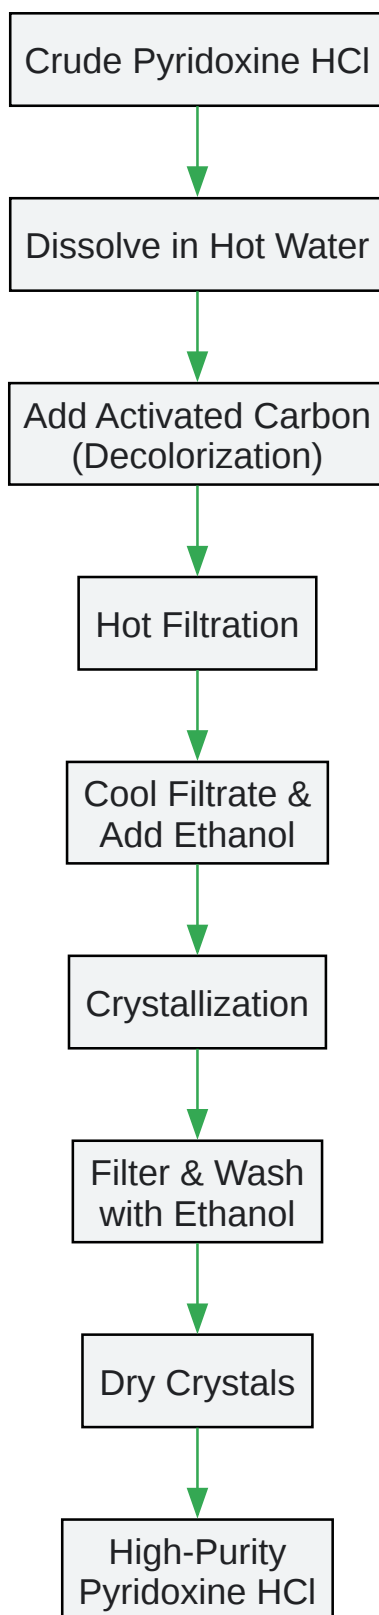 Crude Pyridoxine HCl
Dissolve in Hot Water
Add Activated Carbon
(Decolorization)
Hot Filtration
Cool Filtrate &
Add Ethanol
Crystallization
Filter & Wash
with Ethanol
Dry Crystals
High-Purity
Pyridoxine HCl